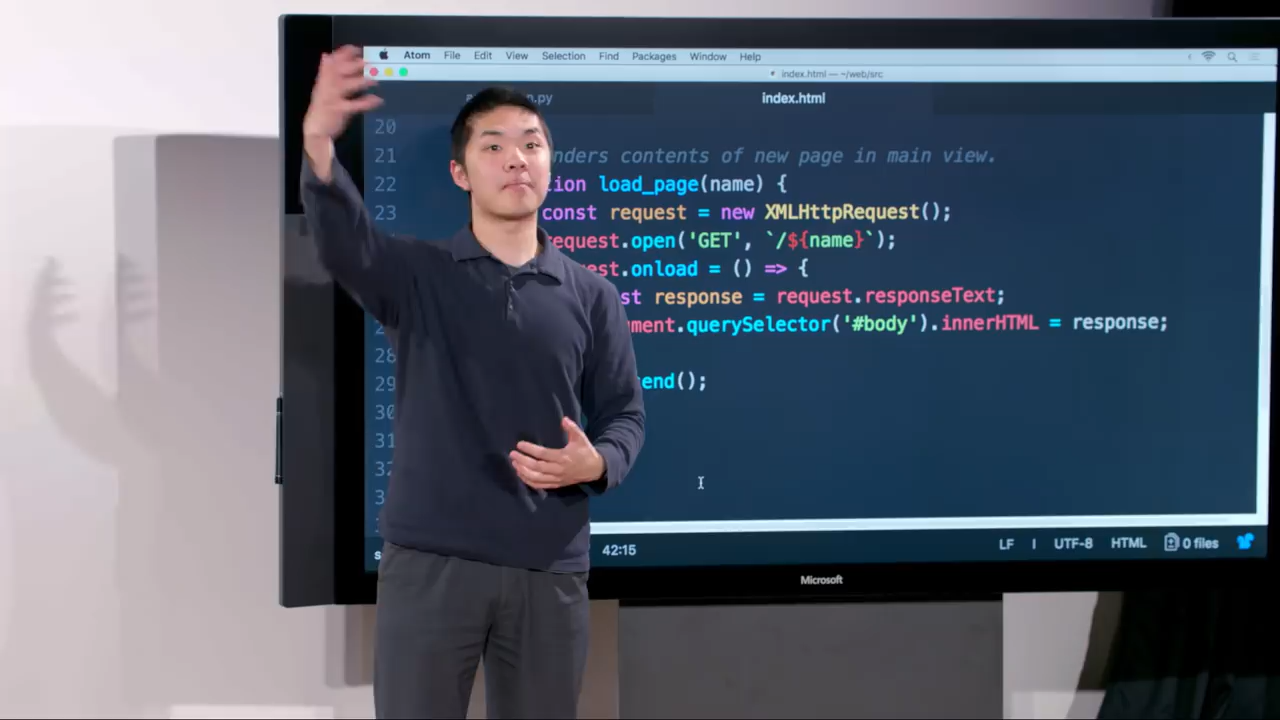 Atom File Edit View Selection Find Packages Window Help
index.html — ~/web/src
n.py index.html
20
21 nders contents of new page in main view.
22 tion load_page(name) {
23 const request = new XMLHttpRequest();
request.open('GET', `/${name}`);
est.onload = () => {
st response = request.responseText;
ument.querySelector('#body').innerHTML = response;
28
29 end();
30
31
42:15 LF UTF-8 HTML 0 files
Microsoft